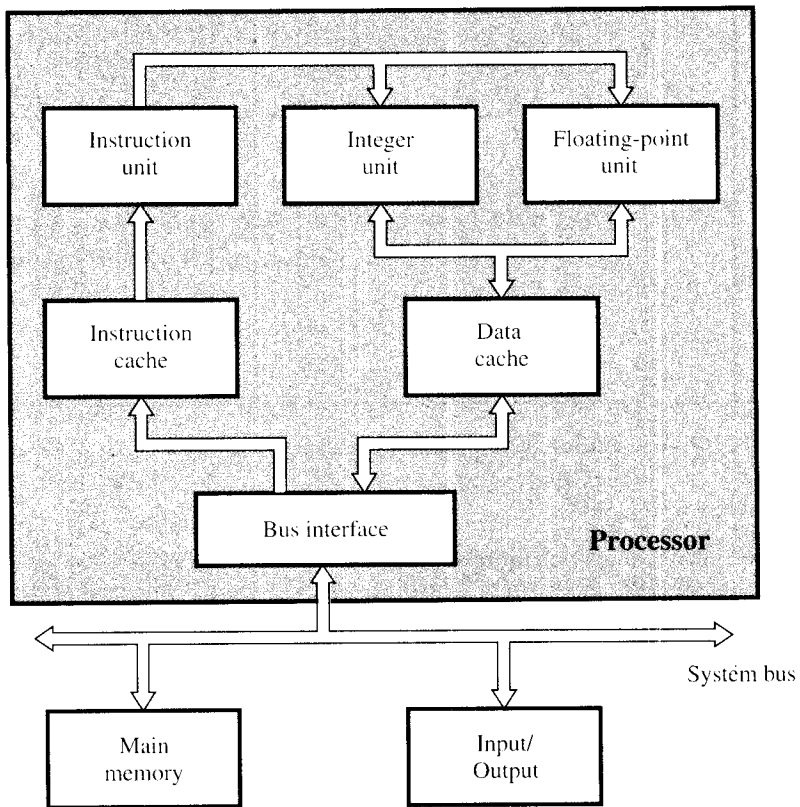 Instruction
unit
Integer
unit
Floating-point
unit
Instruction
cache
Data
cache
Bus interface
Processor
Systém bus
Main
memory
Input/
Output